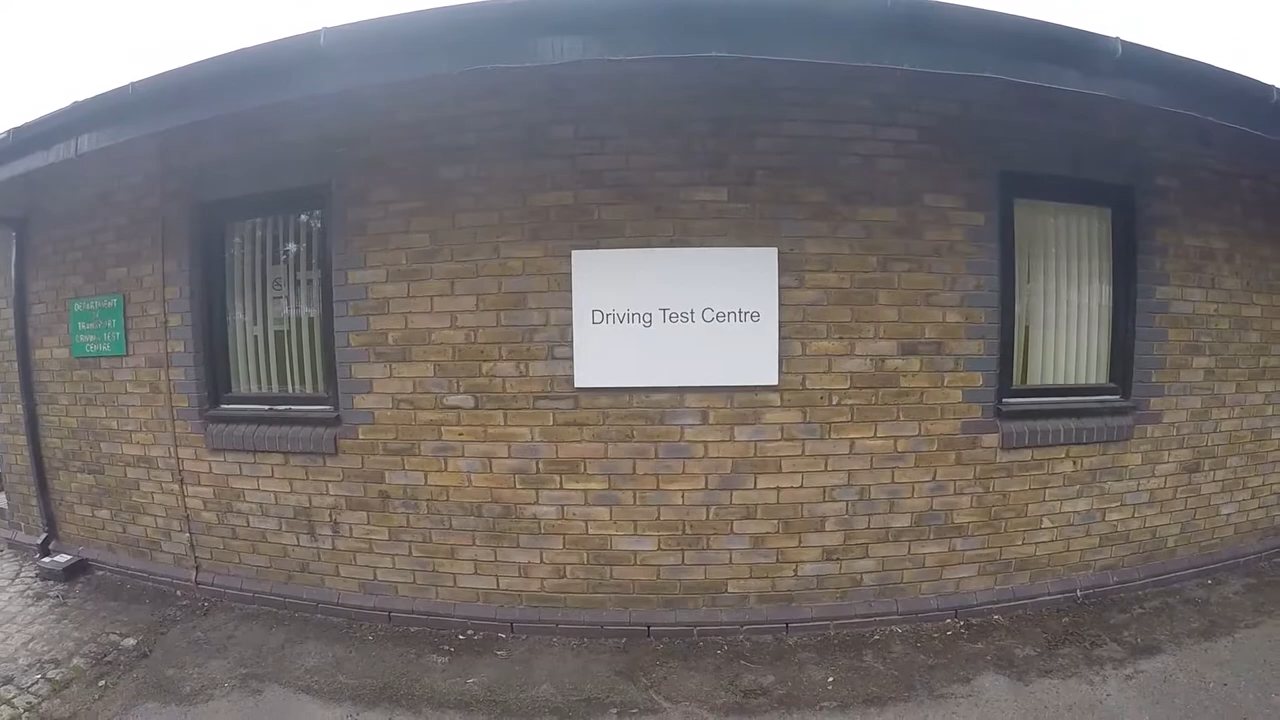 DEPARTMENT
OF
TRANSPORT
DRIVING TEST
CENTRE
Driving Test Centre